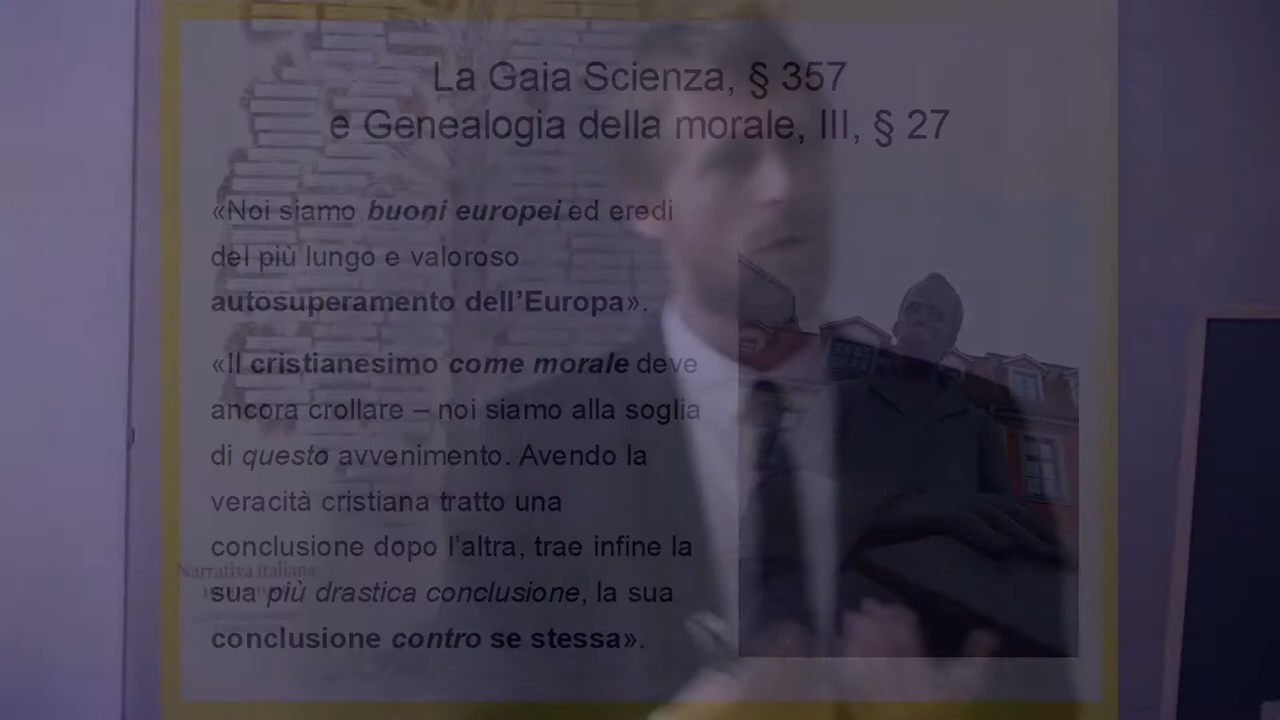 La Gaia Scienza, § 357
e Genealogia della morale, III, § 27
«Noi siamo buoni europei ed eredi
del più lungo e valoroso
autosuperamento dell’Europa».
«Il cristianesimo come morale deve
ancora crollare – noi siamo alla soglia
di questo avvenimento. Avendo la
veracità cristiana tratto una
conclusione dopo l’altra, trae infine la
sua più drastica conclusione, la sua
conclusione contro se stessa».
Narrativa italiana